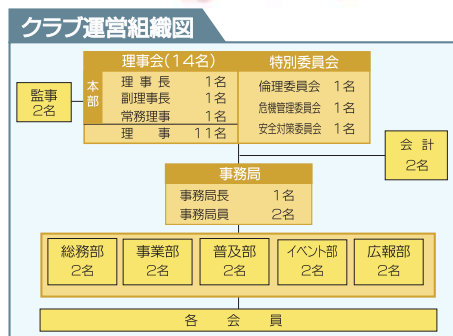 クラブ運営組織図
理事会(14名)
本部
理事長 1名
副理事長 1名
常務理事 1名
理事 11名
特別委員会
倫理委員会 1名
危機管理委員会 1名
安全対策委員会 1名
監事
2名
会計
2名
事務局
事務局長 1名
事務局員 2名
総務部
2名
事業部
2名
普及部
2名
イベント部
2名
広報部
2名
各会員